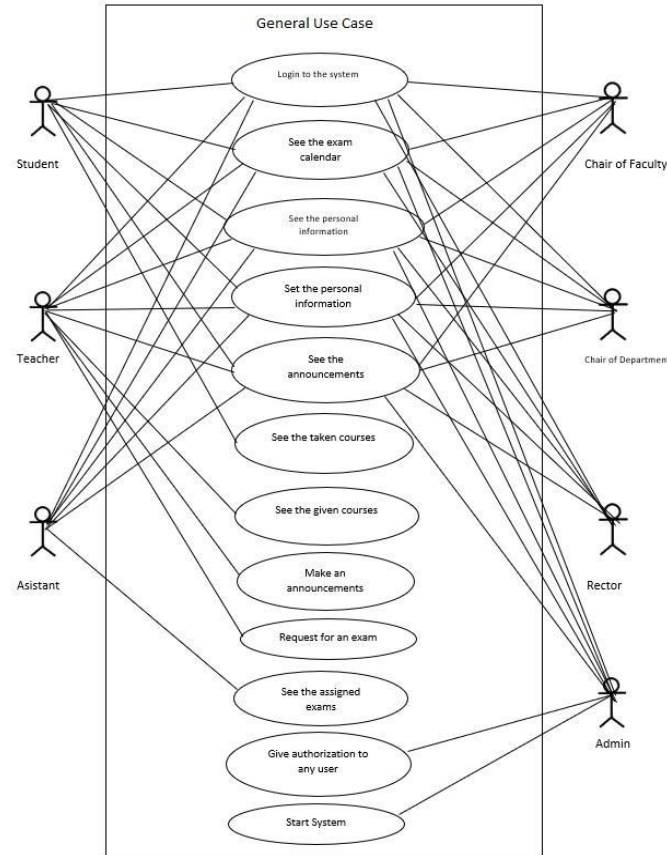 General Use Case
Login to the system
Student
Chair of Faculty
See the exam
calendar
See the personal
information
Set the personal
information
Teacher
Chair of Department
See the
announcements
See the taken courses
See the given courses
Make an
announcements
Asistant
Rector
Request for an exam
See the assigned
exams
Admin
Give authorization to
any user
Start System